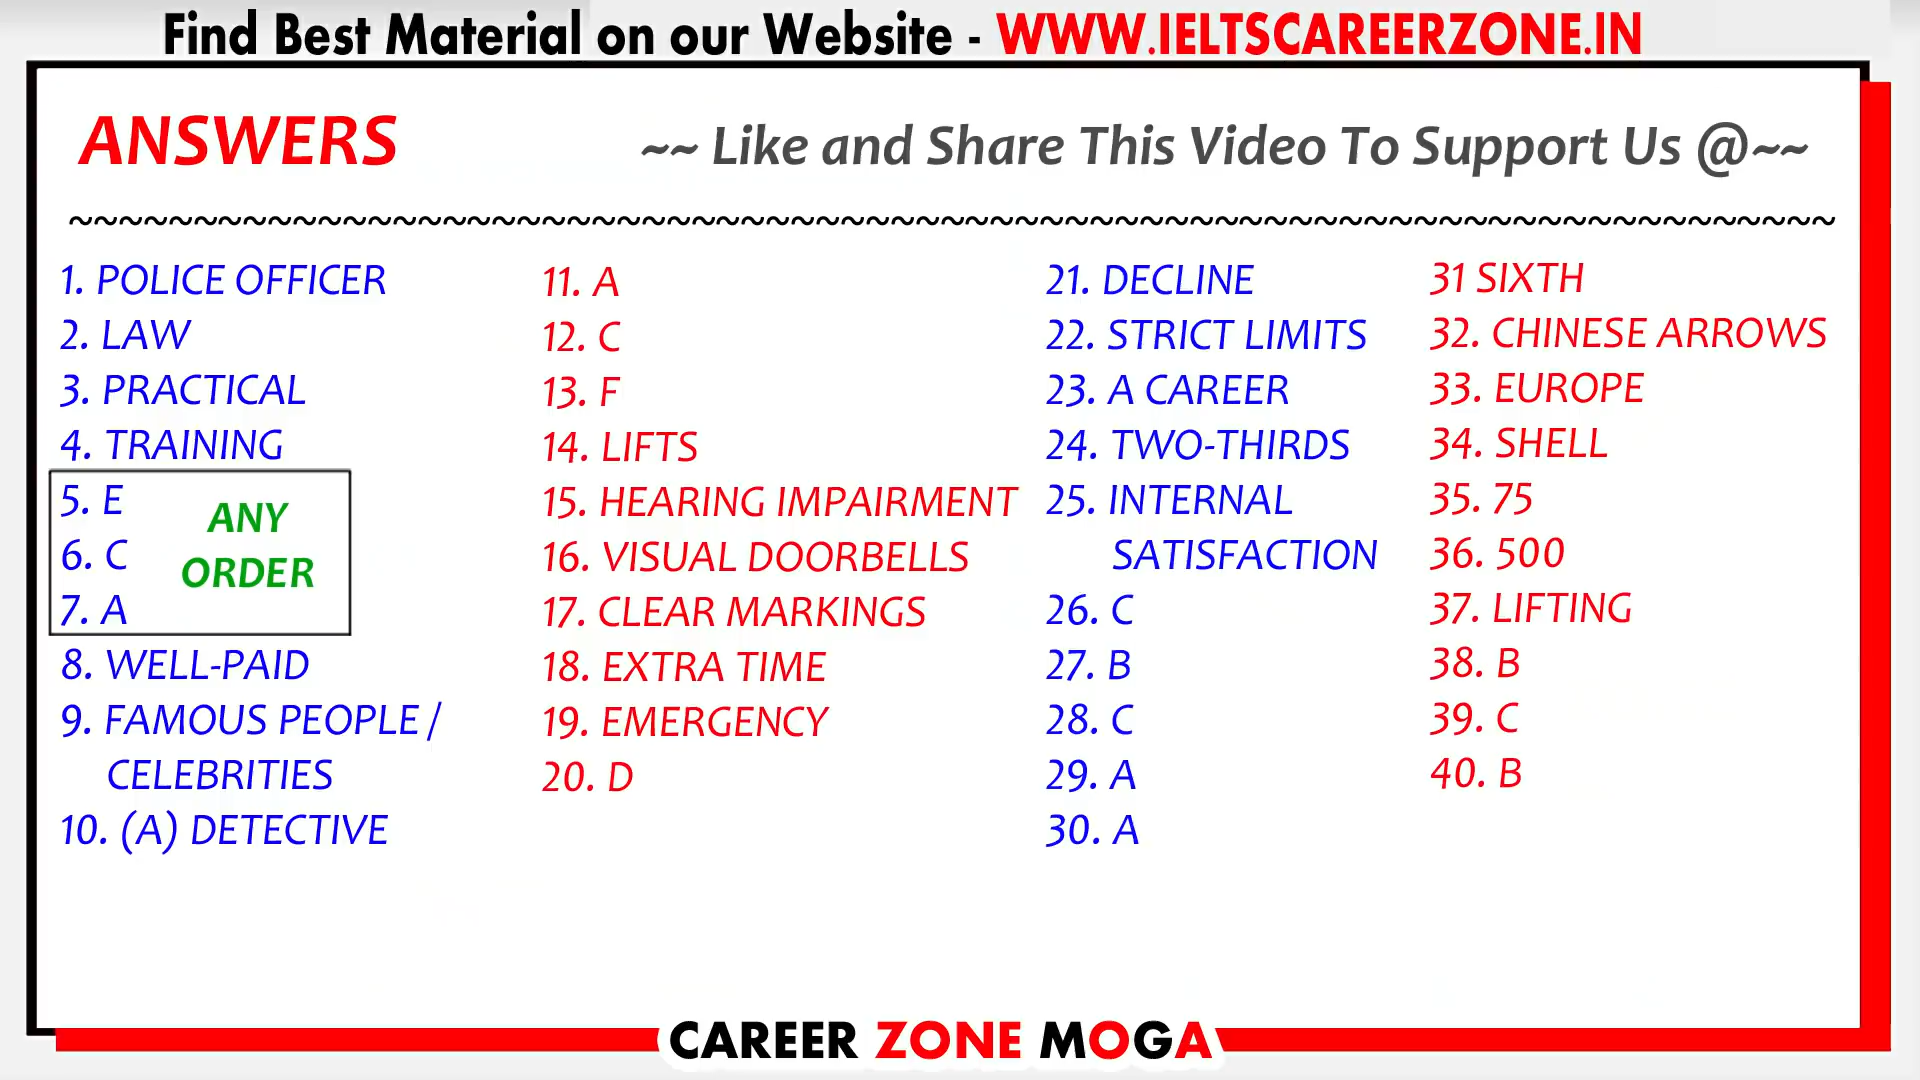 Find Best Material on our Website - WWW.IELTSCAREERZONE.IN
ANSWERS
~~ Like and Share This Video To Support Us @~~
~~~~~~~~~~~~~~~~~~~~~~~~~~~~~~~~~~~~~~~~~~~~~~~~~~~~~~~~~~~~~~~~~~~~~~~
1. POLICE OFFICER
2. LAW
3. PRACTICAL
4. TRAINING
5. E
6. C
7. A
ANY
ORDER
8. WELL-PAID
9. FAMOUS PEOPLE /
CELEBRITIES
10. (A) DETECTIVE
11. A
12. C
13. F
14. LIFTS
15. HEARING IMPAIRMENT
16. VISUAL DOORBELLS
17. CLEAR MARKINGS
18. EXTRA TIME
19. EMERGENCY
20. D
21. DECLINE
22. STRICT LIMITS
23. A CAREER
24. TWO-THIRDS
25. INTERNAL
SATISFACTION
26. C
27. B
28. C
29. A
30. A
31 SIXTH
32. CHINESE ARROWS
33. EUROPE
34. SHELL
35. 75
36. 500
37. LIFTING
38. B
39. C
40. B
CAREER ZONE MOGA